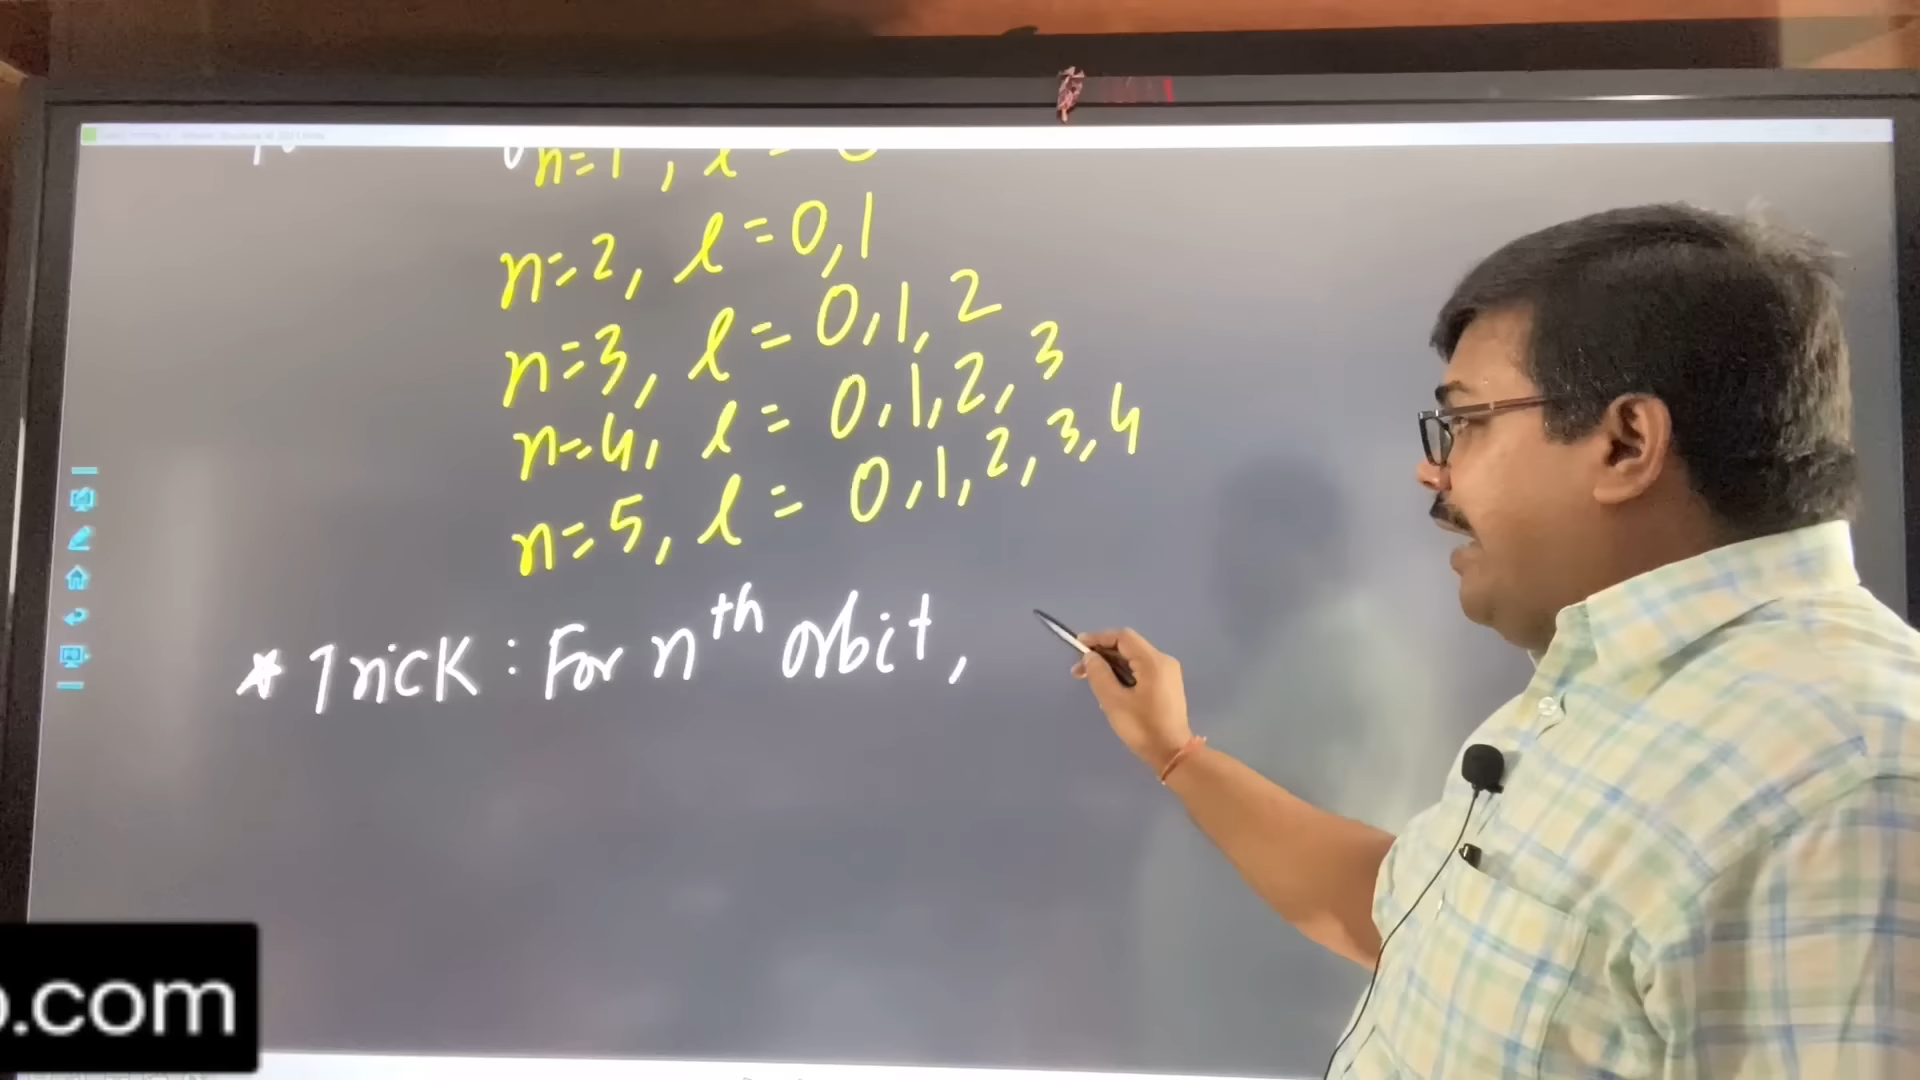 n=1, l =
n=2, l = 0,1
n=3, l = 0,1,2
n=4, l = 0,1,2,3
n=5, l = 0,1,2,3,4
* Trick : For nth orbit,
.com